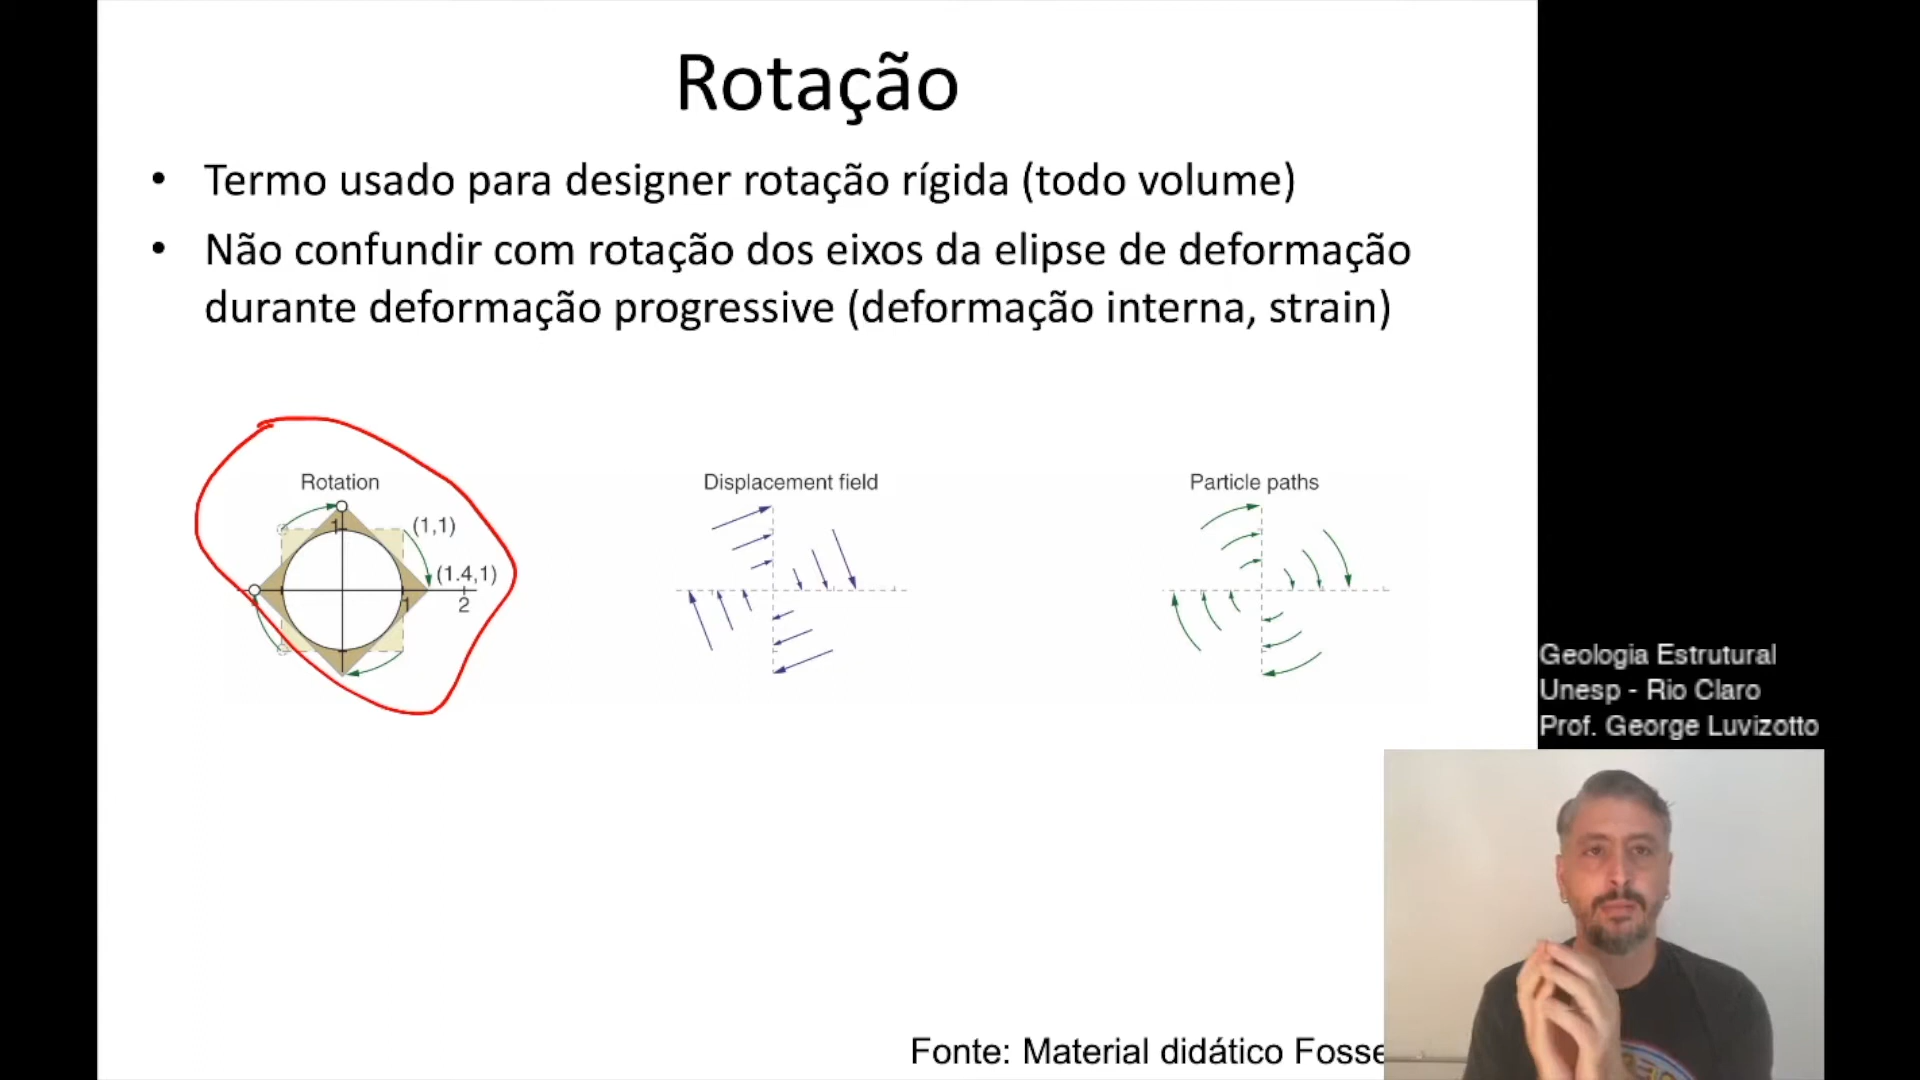 Rotação
• Termo usado para designer rotação rígida (todo volume)
• Não confundir com rotação dos eixos da elipse de deformação
durante deformação progressive (deformação interna, strain)
Rotation
1
(1,1)
(1.4,1)
1
2
Displacement field
Particle paths
Geologia Estrutural
Unesp - Rio Claro
Prof. George Luvizotto
Fonte: Material didático Fosse